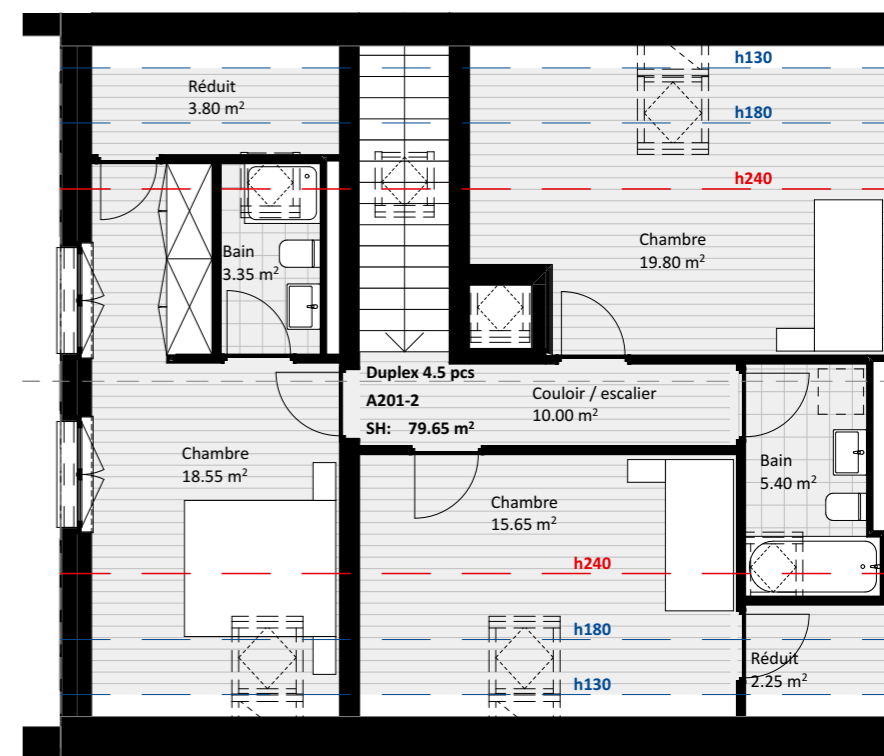 h130
Réduit
3.80 m²
h180
h240
Chambre
19.80 m²
Bain
3.35 m²
Duplex 4.5 pcs
A201-2
SH: 79.65 m²
Couloir / escalier
10.00 m²
Chambre
18.55 m²
Bain
5.40 m²
Chambre
15.65 m²
h240
h180
Réduit
2.25 m²
h130